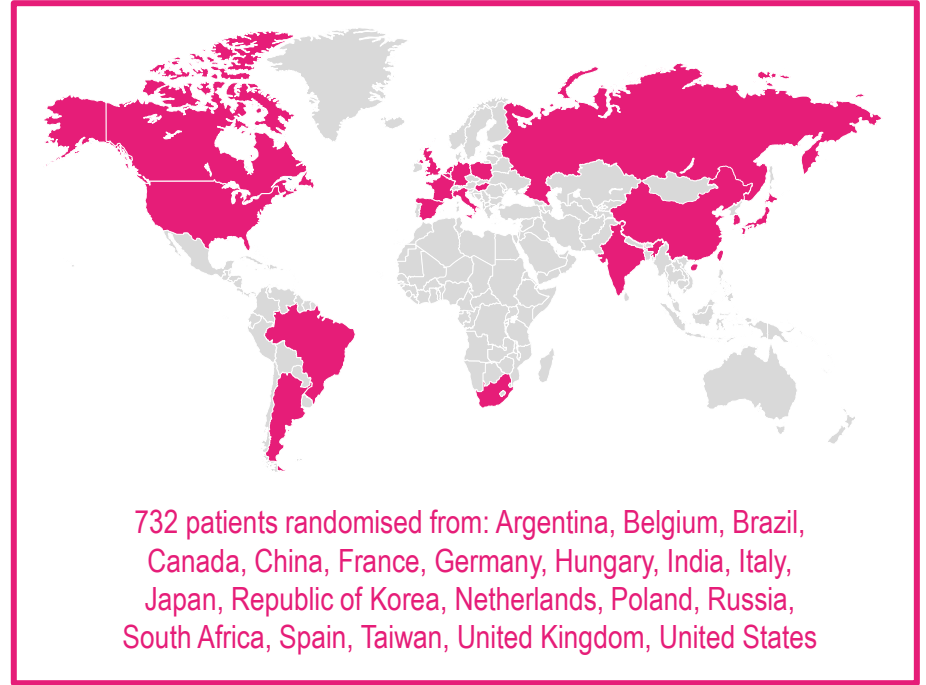 732 patients randomised from: Argentina, Belgium, Brazil,
Canada, China, France, Germany, Hungary, India, Italy,
Japan, Republic of Korea, Netherlands, Poland, Russia,
South Africa, Spain, Taiwan, United Kingdom, United States